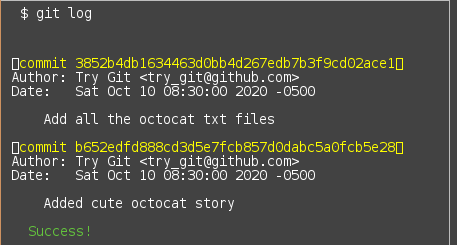 $ git log
▯commit 3852b4db1634463d0bb4d267edb7b3f9cd02ace1▯
Author: Try Git <try_git@github.com>
Date:   Sat Oct 10 08:30:00 2020 -0500
Add all the octocat txt files
▯commit b652edfd888cd3d5e7fcb857d0dabc5a0fcb5e28▯
Author: Try Git <try_git@github.com>
Date:   Sat Oct 10 08:30:00 2020 -0500
Added cute octocat story
Success!